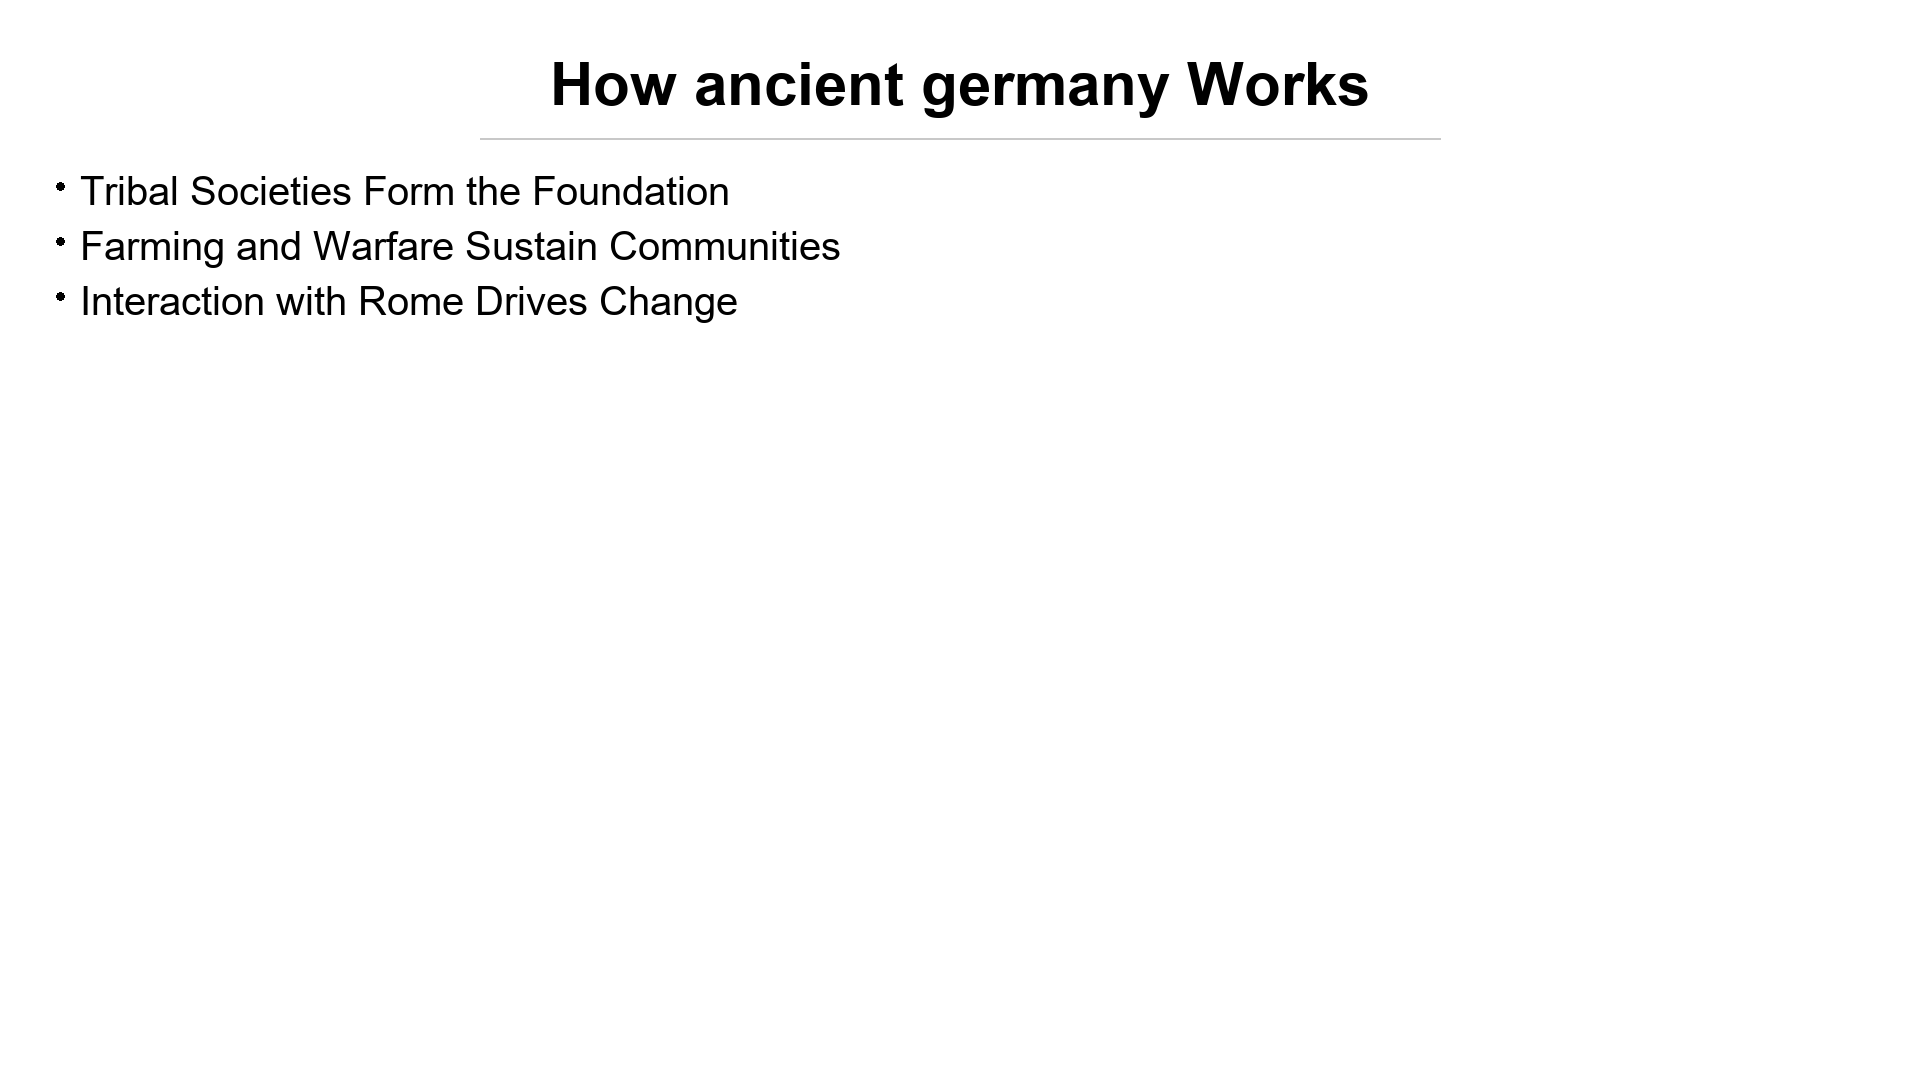 How ancient germany Works
• Tribal Societies Form the Foundation
• Farming and Warfare Sustain Communities
• Interaction with Rome Drives Change